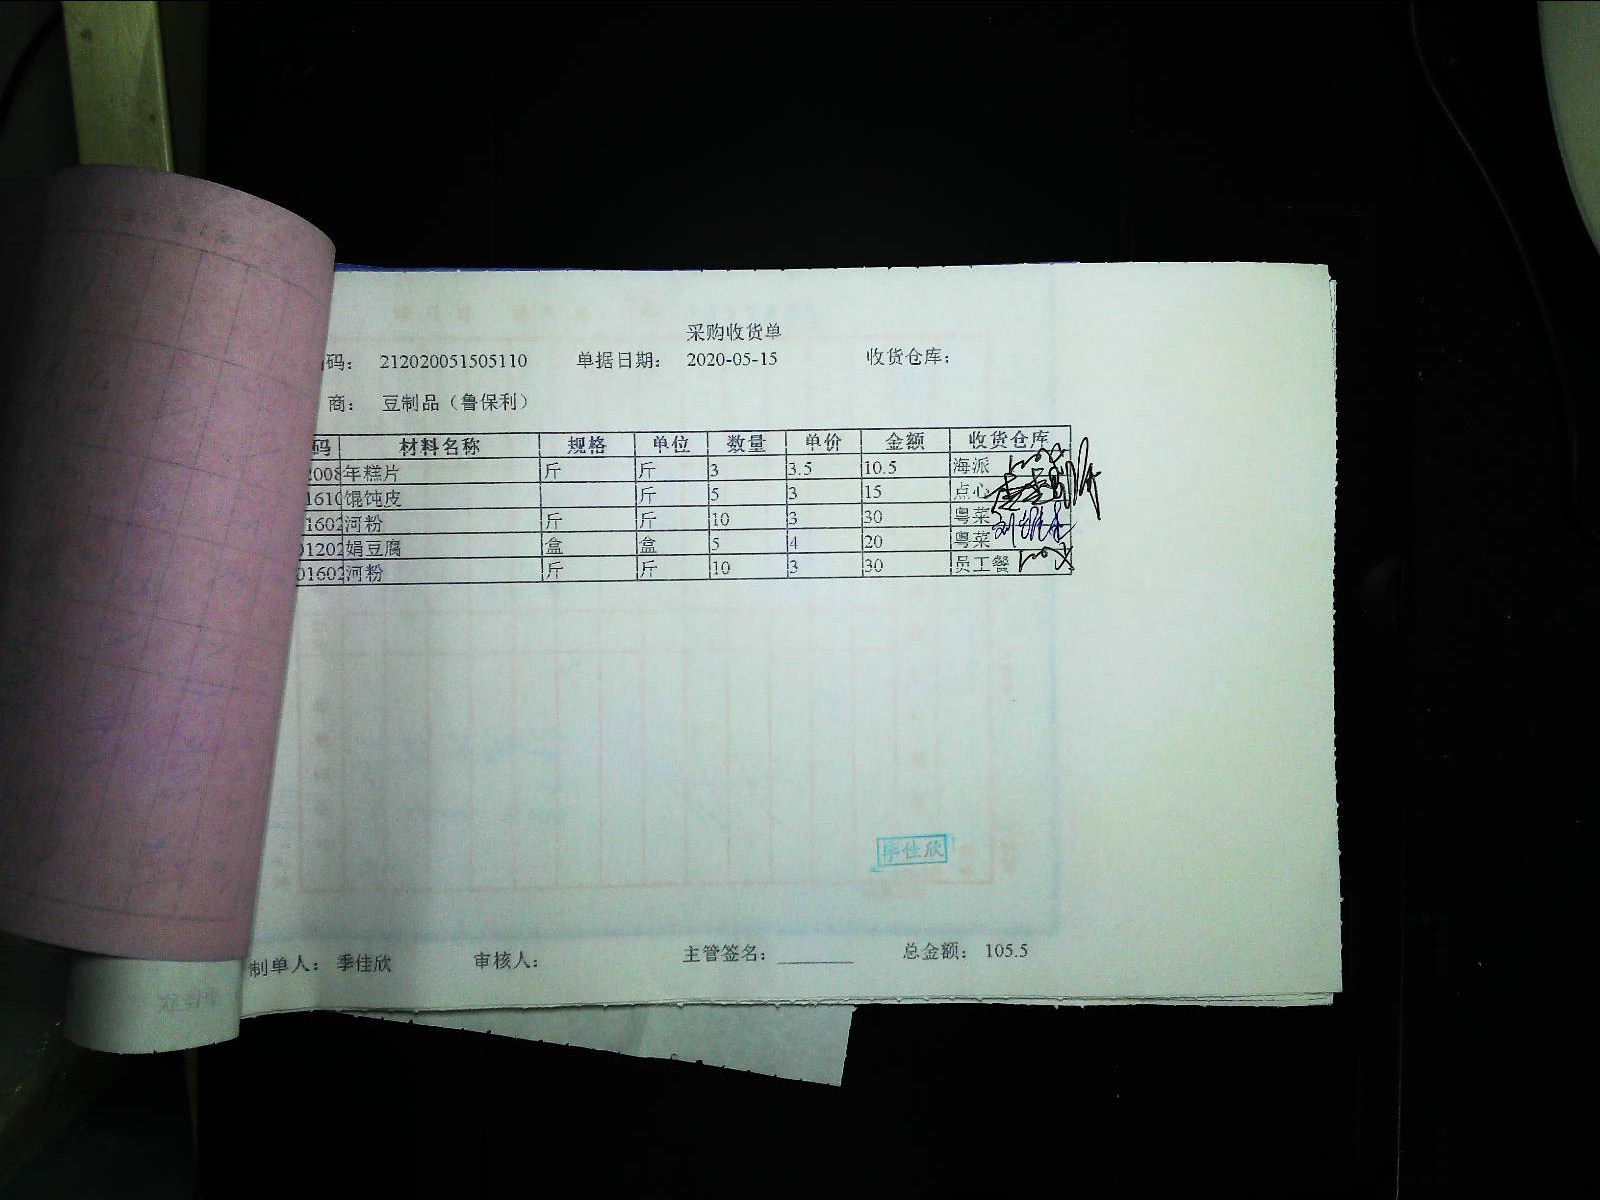 采购收货单
码： 212020051505110 单据日期： 2020-05-15 收货仓库：
商： 豆制品（鲁保利）
码 材料名称 规格 单位 数量 单价 金额 收货仓库
2008 年糕片 斤 斤 3 3.5 10.5 海派
1610 馄饨皮 斤 5 3 15 点心
1602 河粉 斤 斤 10 3 30 粤菜
01202 娟豆腐 盒 盒 5 4 20 粤菜
01602 河粉 斤 斤 10 3 30 员工餐
季佳欣
制单人： 季佳欣 审核人： 主管签名： 总金额： 105.5